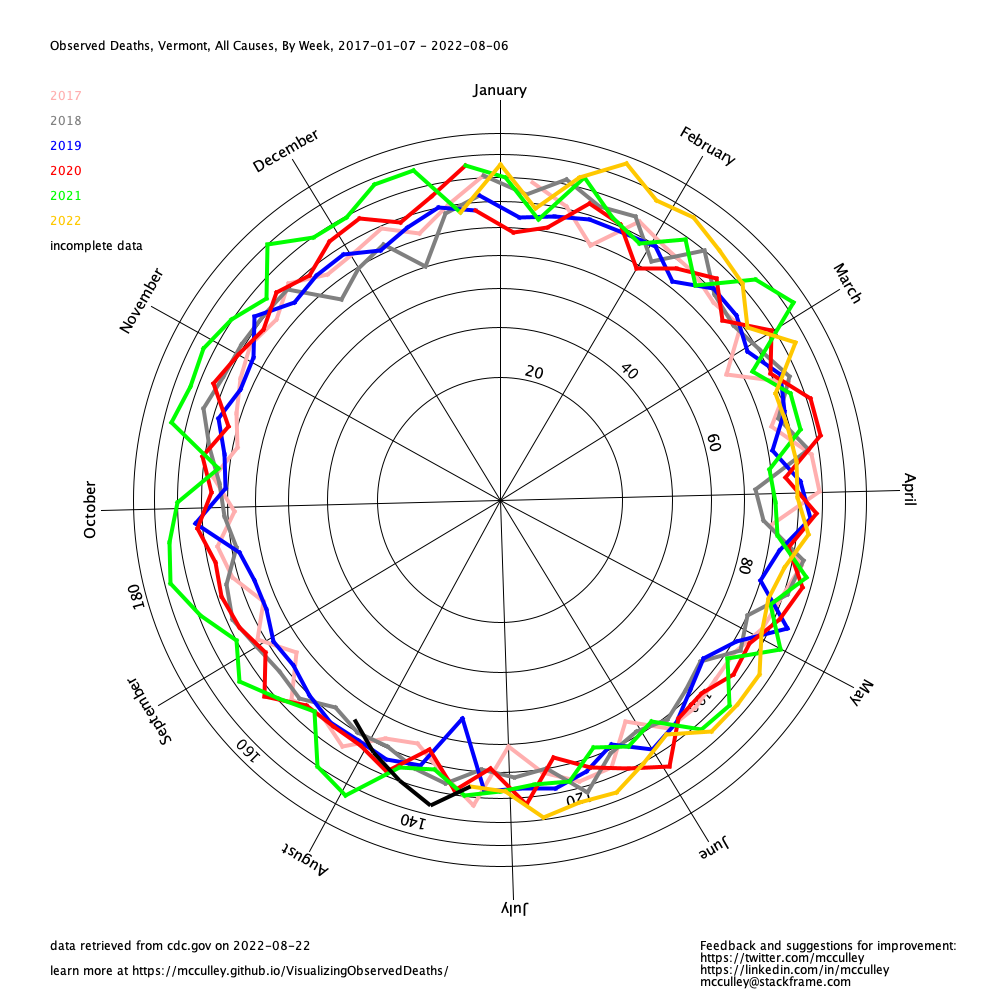 Observed Deaths, Vermont, All Causes, By Week, 2017-01-07 - 2022-08-06
2017
2018
2019
2020
2021
2022
incomplete data
January
February
March
April
May
June
July
August
September
October
November
December
20
40
60
80
120
140
160
180
data retrieved from cdc.gov on 2022-08-22
learn more at https://mcculley.github.io/VisualizingObservedDeaths/
Feedback and suggestions for improvement:
https://twitter.com/mcculley
https://linkedin.com/in/mcculley
mcculley@stackframe.com